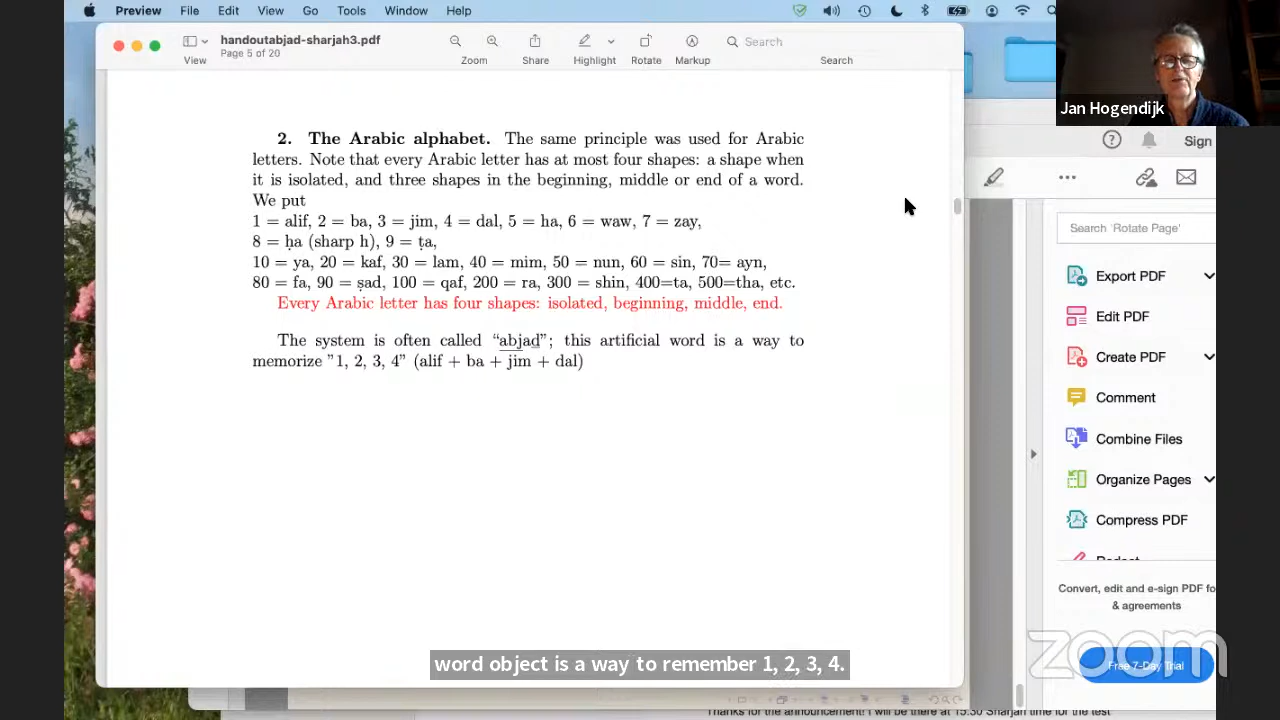 Preview File Edit View Go Tools Window Help
handoutabjad-sharjah3.pdf
Page 5 of 20
Search
View Zoom Share Highlight Rotate Markup Search
Jan Hogendijk
Sign
2. The Arabic alphabet. The same principle was used for Arabic
letters. Note that every Arabic letter has at most four shapes: a shape when
it is isolated, and three shapes in the beginning, middle or end of a word.
We put
1 = alif, 2 = ba, 3 = jim, 4 = dal, 5 = ha, 6 = waw, 7 = zay,
8 = ḥa (sharp h), 9 = ṭa,
10 = ya, 20 = kaf, 30 = lam, 40 = mim, 50 = nun, 60 = sin, 70= ayn,
80 = fa, 90 = ṣad, 100 = qaf, 200 = ra, 300 = shin, 400=ta, 500=tha, etc.
Every Arabic letter has four shapes: isolated, beginning, middle, end.
The system is often called “abjad”; this artificial word is a way to
memorize ”1, 2, 3, 4” (alif + ba + jim + dal)
Search 'Rotate Page'
Export PDF
Edit PDF
Create PDF
Comment
Combine Files
Organize Pages
Compress PDF
Convert, edit and e-sign PDF fo
& agreements
zoom
Free 7-Day Trial
word object is a way to remember 1, 2, 3, 4.
Thanks for the announcement! I will be there at 15:30 Sharjah time for the test